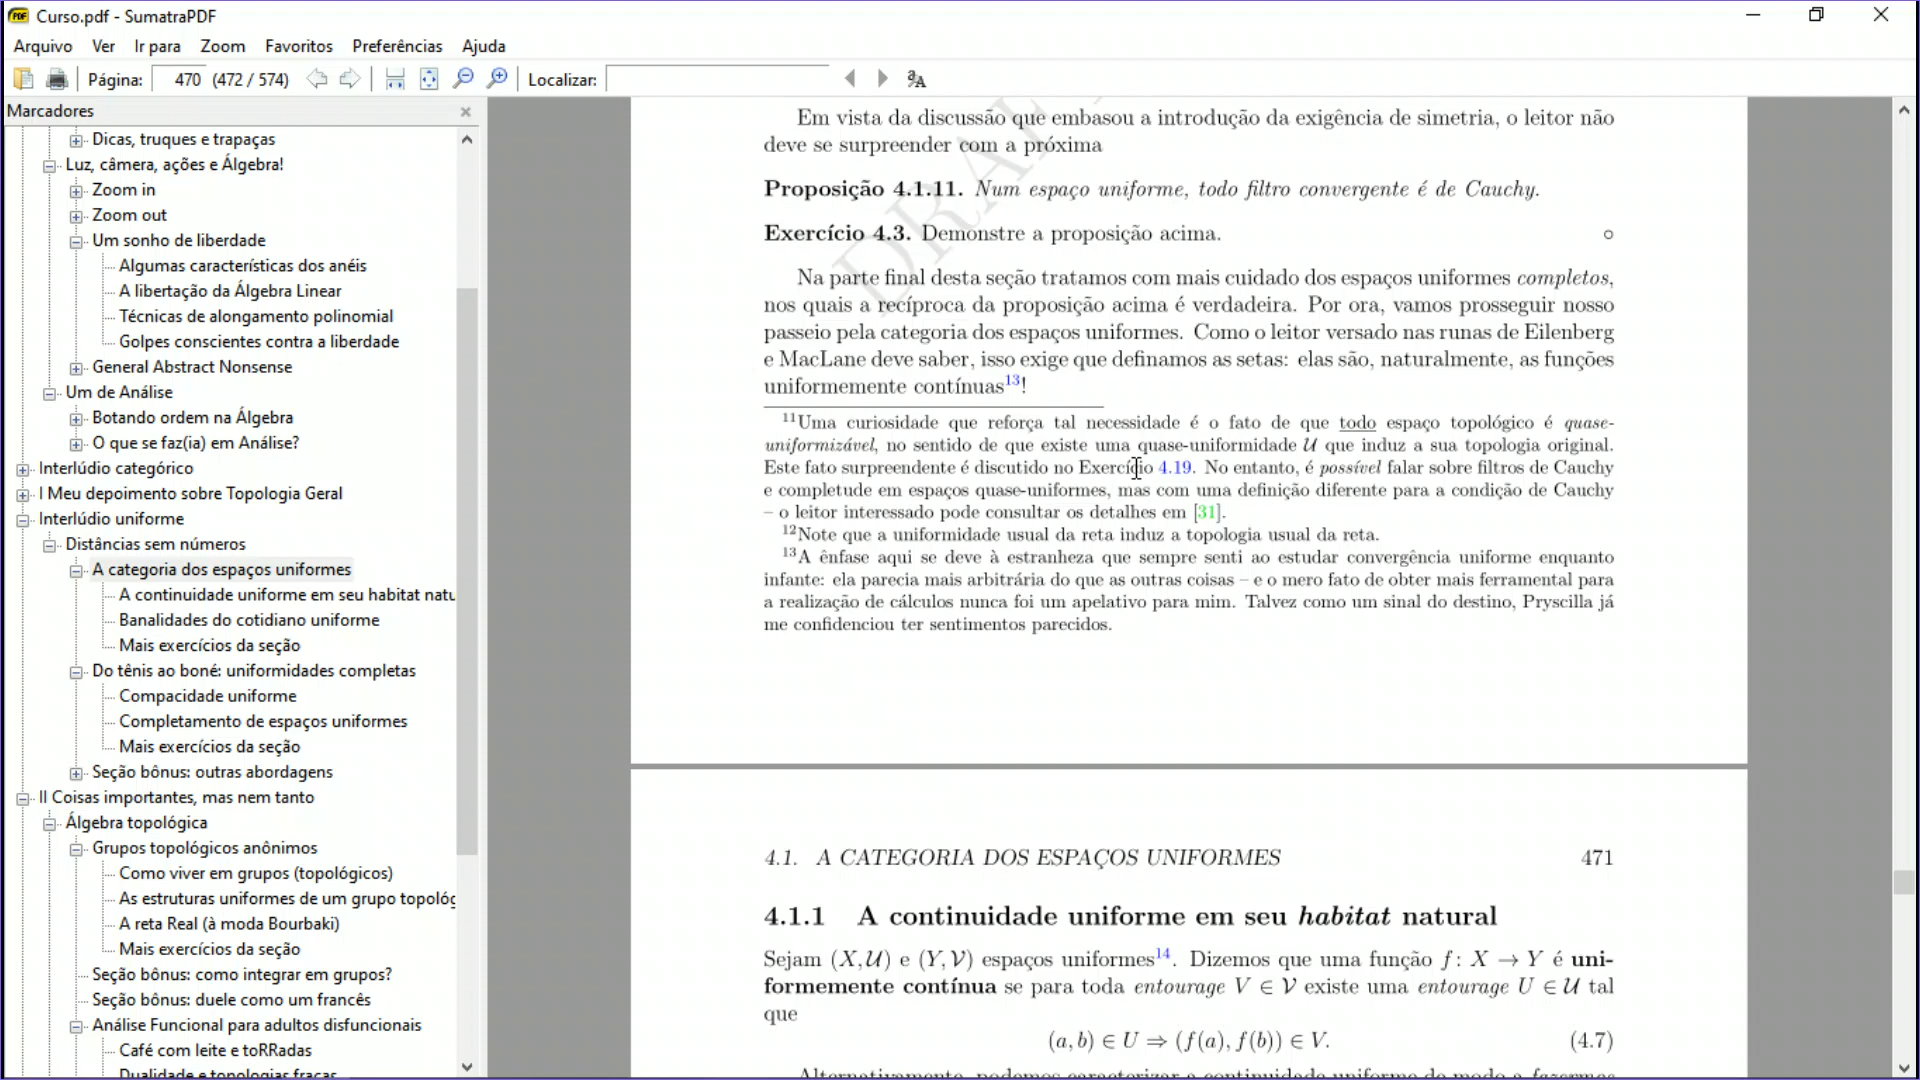 Curso.pdf - SumatraPDF
Arquivo Ver Ir para Zoom Favoritos Preferências Ajuda
Página: 470 (472 / 574) Localizar:
Marcadores
Dicas, truques e trapaças
Luz, câmera, ações e Álgebra!
Zoom in
Zoom out
Um sonho de liberdade
Algumas características dos anéis
A libertação da Álgebra Linear
Técnicas de alongamento polinomial
Golpes conscientes contra a liberdade
General Abstract Nonsense
Um de Análise
Botando ordem na Álgebra
O que se faz(ia) em Análise?
Interlúdio categórico
I Meu depoimento sobre Topologia Geral
Interlúdio uniforme
Distâncias sem números
A categoria dos espaços uniformes
A continuidade uniforme em seu habitat natu
Banalidades do cotidiano uniforme
Mais exercícios da seção
Do tênis ao boné: uniformidades completas
Compacidade uniforme
Completamento de espaços uniformes
Mais exercícios da seção
Seção bônus: outras abordagens
II Coisas importantes, mas nem tanto
Álgebra topológica
Grupos topológicos anônimos
Como viver em grupos (topológicos)
As estruturas uniformes de um grupo topológ
A reta Real (à moda Bourbaki)
Mais exercícios da seção
Seção bônus: como integrar em grupos?
Seção bônus: duele como um francês
Análise Funcional para adultos disfuncionais
Café com leite e toRRadas
Dualidade e topologias fracas
DRAF
Em vista da discussão que embasou a introdução da exigência de simetria, o leitor não
deve se surpreender com a próxima
Proposição 4.1.11. Num espaço uniforme, todo filtro convergente é de Cauchy.
Exercício 4.3. Demonstre a proposição acima. ○
Na parte final desta seção tratamos com mais cuidado dos espaços uniformes completos,
nos quais a recíproca da proposição acima é verdadeira. Por ora, vamos prosseguir nosso
passeio pela categoria dos espaços uniformes. Como o leitor versado nas runas de Eilenberg
e MacLane deve saber, isso exige que definamos as setas: elas são, naturalmente, as funções
uniformemente contínuas¹³!
¹¹Uma curiosidade que reforça tal necessidade é o fato de que todo espaço topológico é quase-
uniformizável, no sentido de que existe uma quase-uniformidade 𝒰 que induz a sua topologia original.
Este fato surpreendente é discutido no Exercício 4.19. No entanto, é possível falar sobre filtros de Cauchy
e completude em espaços quase-uniformes, mas com uma definição diferente para a condição de Cauchy
– o leitor interessado pode consultar os detalhes em [31].
¹²Note que a uniformidade usual da reta induz a topologia usual da reta.
¹³A ênfase aqui se deve à estranheza que sempre senti ao estudar convergência uniforme enquanto
infante: ela parecia mais arbitrária do que as outras coisas – e o mero fato de obter mais ferramental para
a realização de cálculos nunca foi um apelativo para mim. Talvez como um sinal do destino, Pryscilla já
me confidenciou ter sentimentos parecidos.
4.1. A CATEGORIA DOS ESPAÇOS UNIFORMES 471
4.1.1 A continuidade uniforme em seu habitat natural
Sejam (X, 𝒰) e (Y, 𝒱) espaços uniformes¹⁴. Dizemos que uma função f: X → Y é uni-
formemente contínua se para toda entourage V ∈ 𝒱 existe uma entourage U ∈ 𝒰 tal
que
(a, b) ∈ U ⇒ (f(a), f(b)) ∈ V. (4.7)
Alternativamente, podemos caracterizar a continuidade uniforme de modo a fazermos